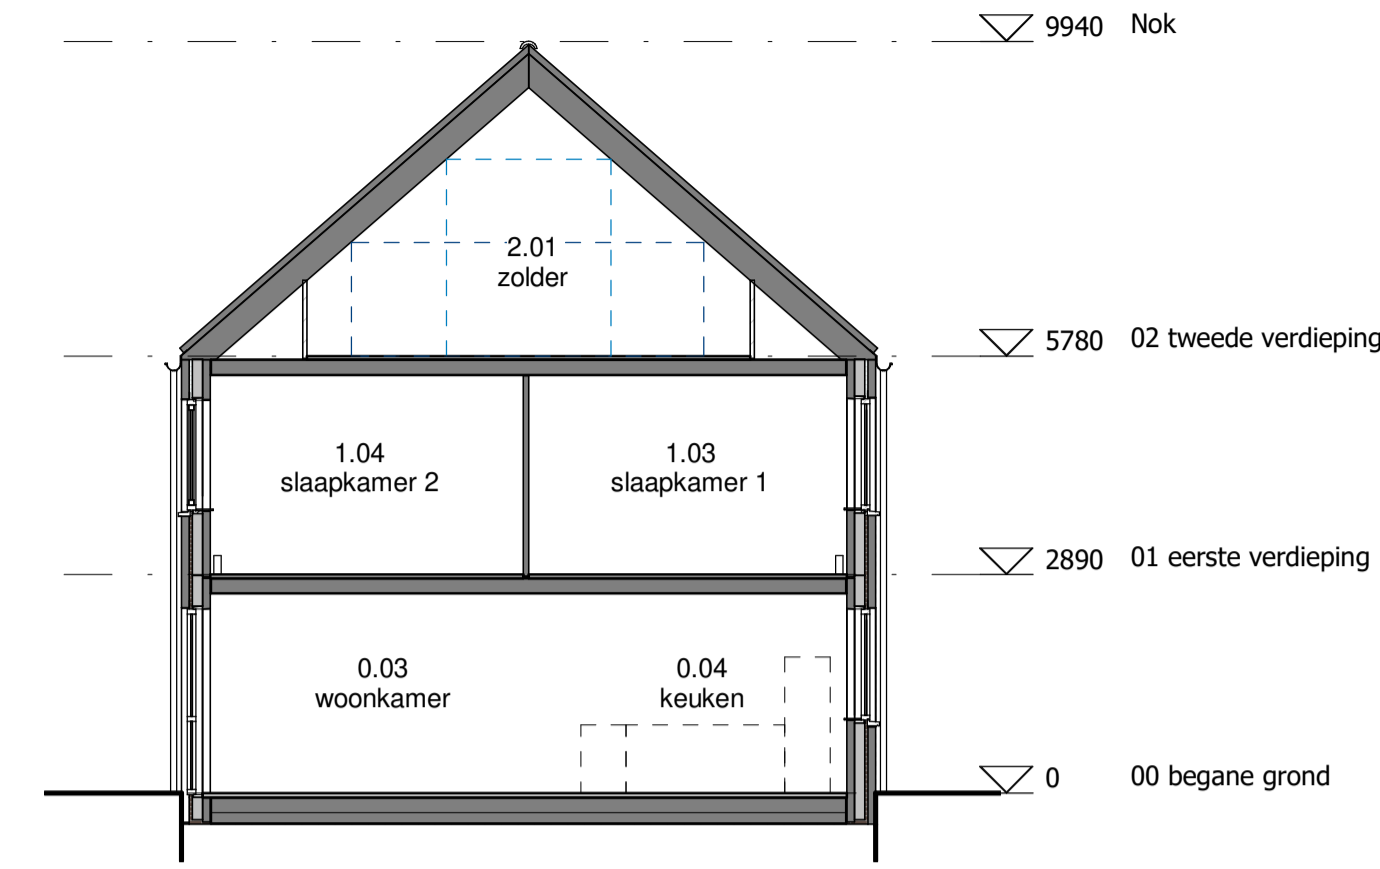 9940 Nok
2.01
zolder
5780 02 tweede verdieping
1.04
slaapkamer 2
1.03
slaapkamer 1
2890 01 eerste verdieping
0.03
woonkamer
0.04
keuken
0 00 begane grond